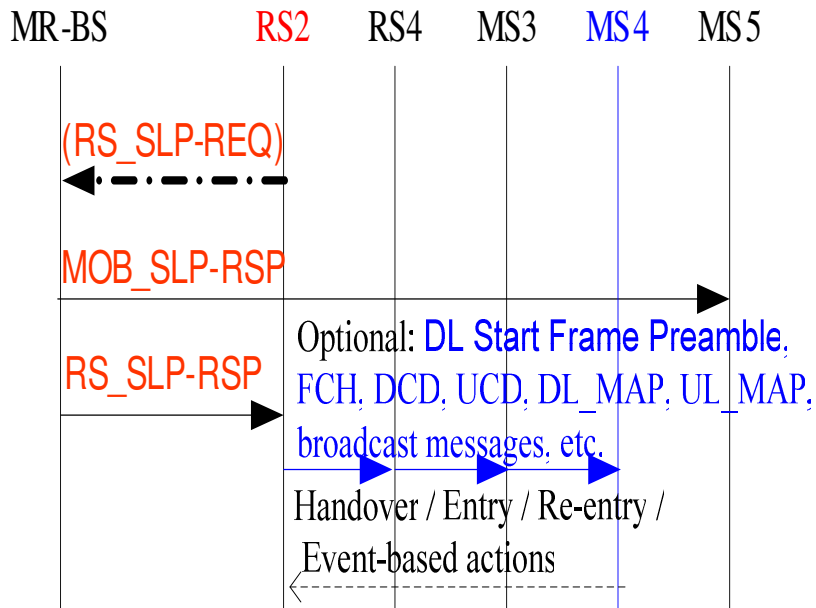 MR-BS RS2 RS4 MS3 MS4 MS5
(RS_SLP-REQ)
MOB_SLP-RSP
Optional: DL Start Frame Preamble,
RS_SLP-RSP
FCH, DCD, UCD, DL_MAP, UL_MAP,
broadcast messages, etc.
Handover / Entry / Re-entry /
Event-based actions